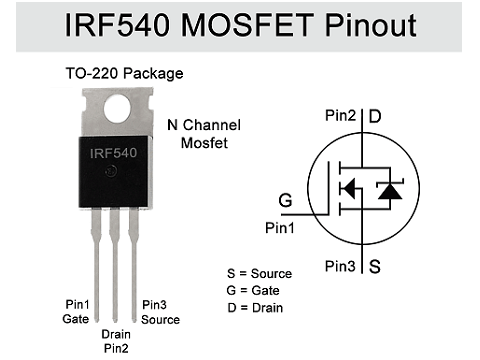 IRF540 MOSFET Pinout
TO-220 Package
N Channel
Mosfet
IRF540
Pin1
Gate
Drain
Pin2
Pin3
Source
Pin2
D
G
Pin1
Pin3
S
S = Source
G = Gate
D = Drain